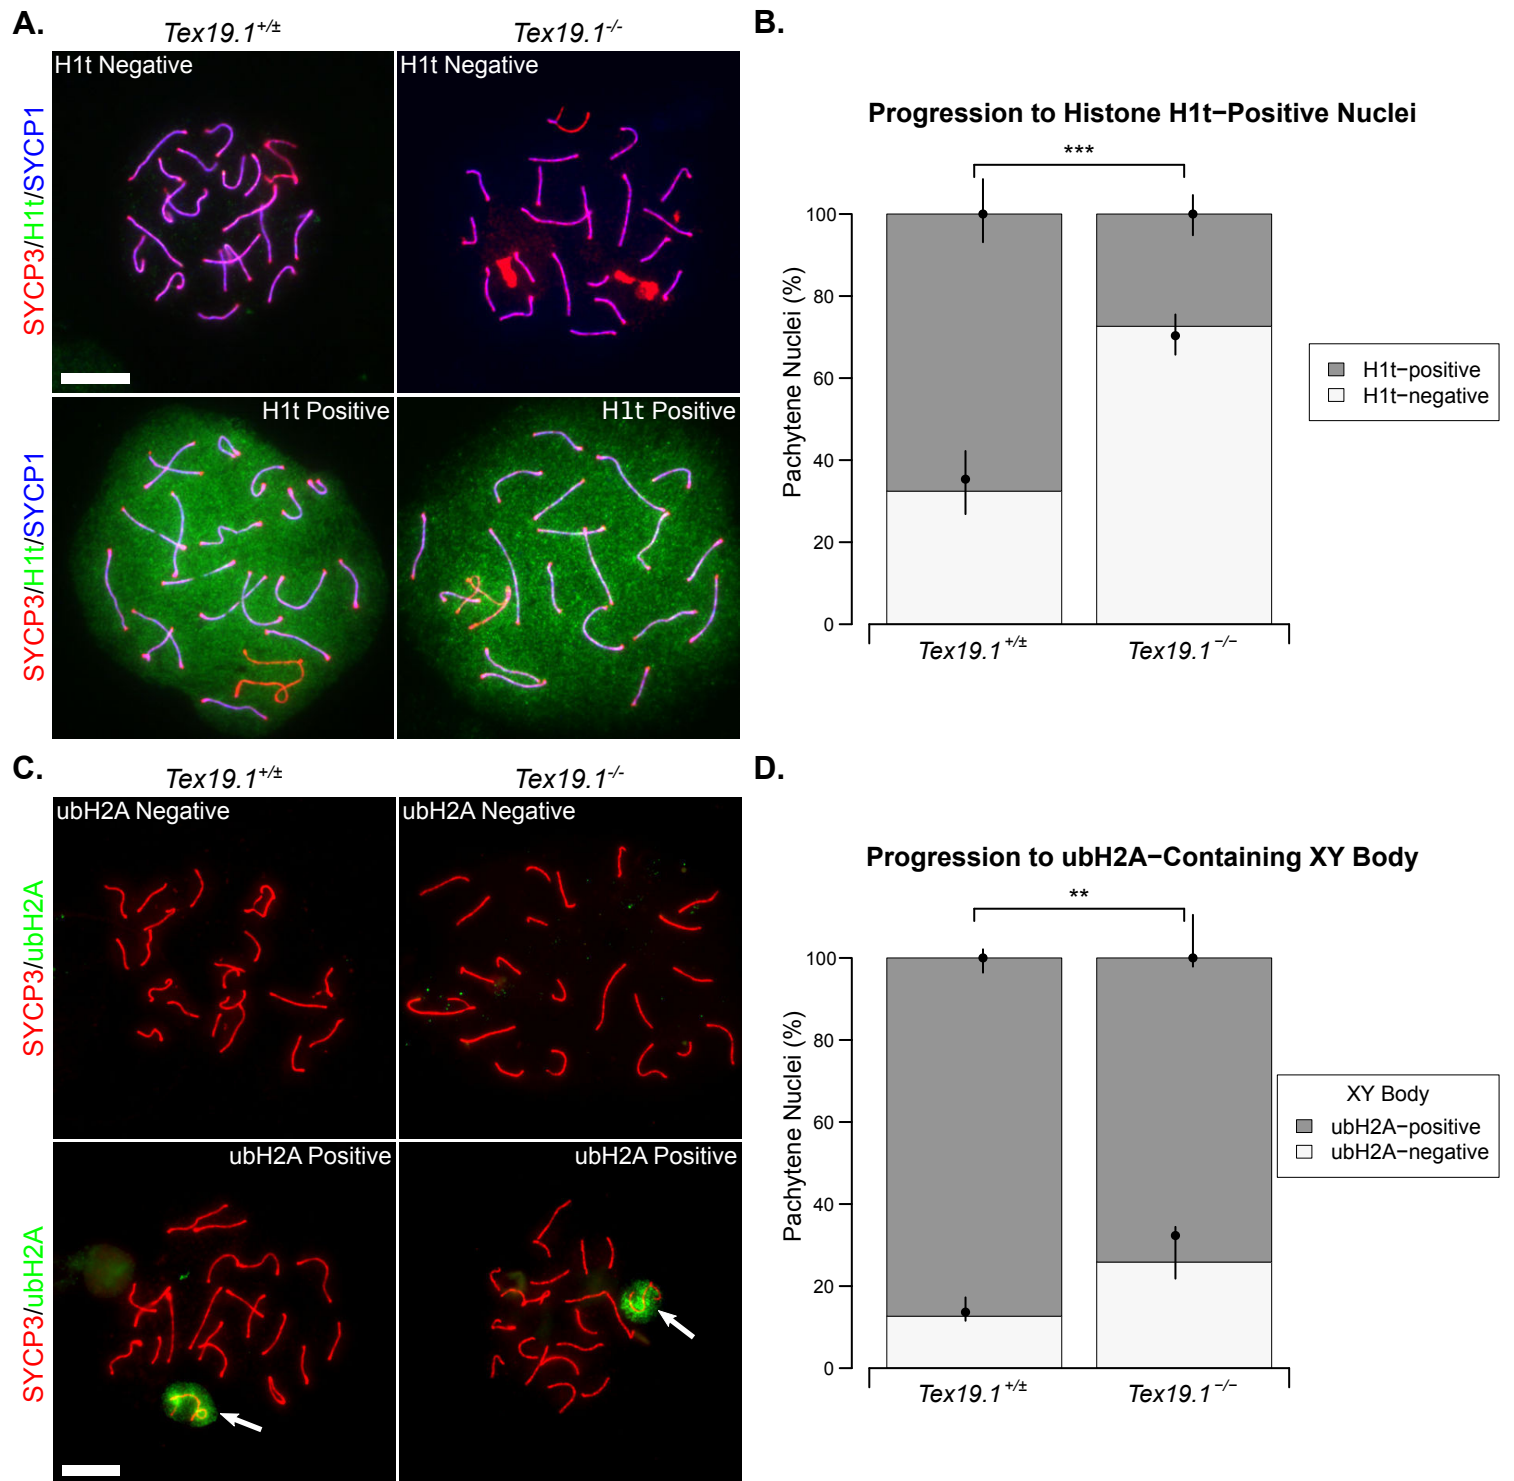 A.
Tex19.1+/±
Tex19.1-/-
SYCP3/H1t/SYCP1
H1t Negative
H1t Negative
SYCP3/H1t/SYCP1
H1t Positive
H1t Positive
B.
Progression to Histone H1t−Positive Nuclei
***
Pachytene Nuclei (%)
100
80
60
40
20
0
Tex19.1+/±
Tex19.1−/−
H1t−positive
H1t−negative
C.
Tex19.1+/±
Tex19.1-/-
SYCP3/ubH2A
ubH2A Negative
ubH2A Negative
SYCP3/ubH2A
ubH2A Positive
ubH2A Positive
D.
Progression to ubH2A−Containing XY Body
**
Pachytene Nuclei (%)
100
80
60
40
20
0
Tex19.1+/±
Tex19.1−/−
XY Body
ubH2A−positive
ubH2A−negative